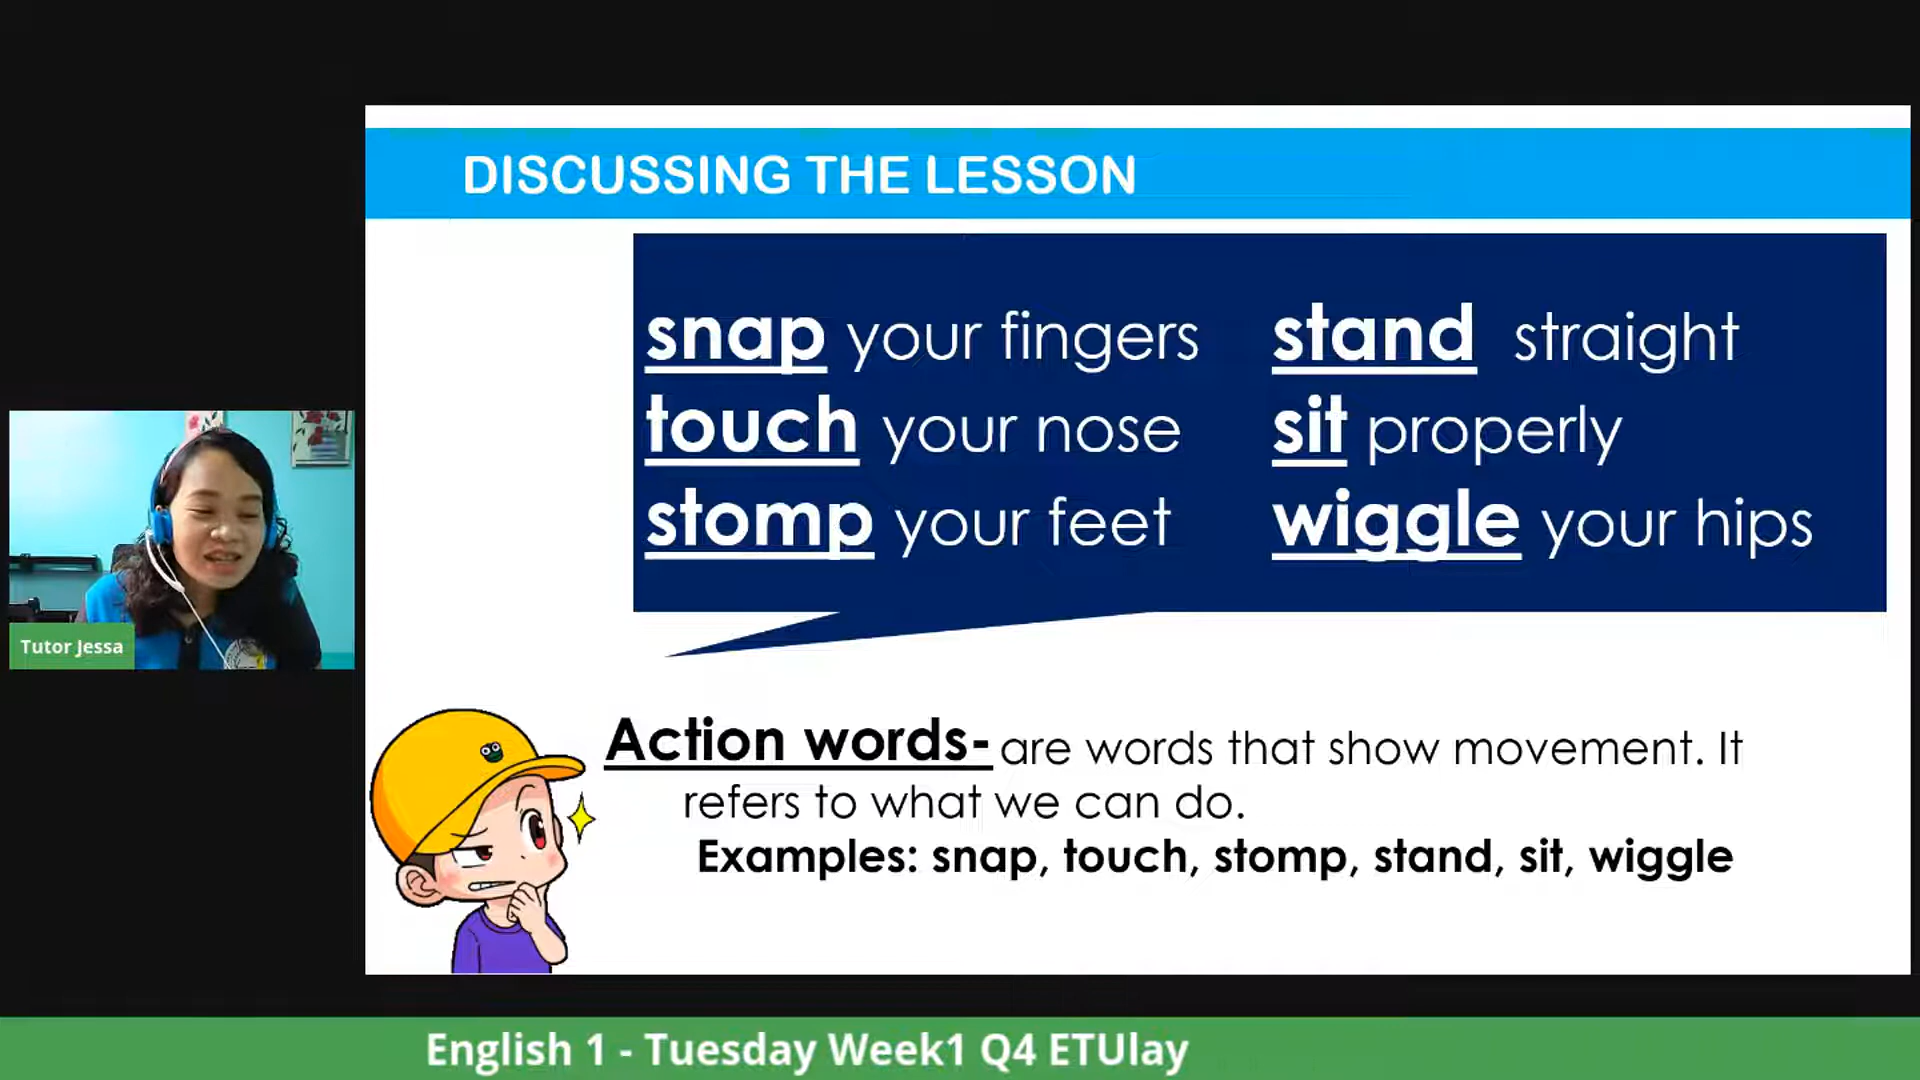 DISCUSSING THE LESSON
snap your fingers
touch your nose
stomp your feet
stand straight
sit properly
wiggle your hips
Tutor Jessa
Action words- are words that show movement. It
refers to what we can do.
Examples: snap, touch, stomp, stand, sit, wiggle
English 1 - Tuesday Week1 Q4 ETUlay